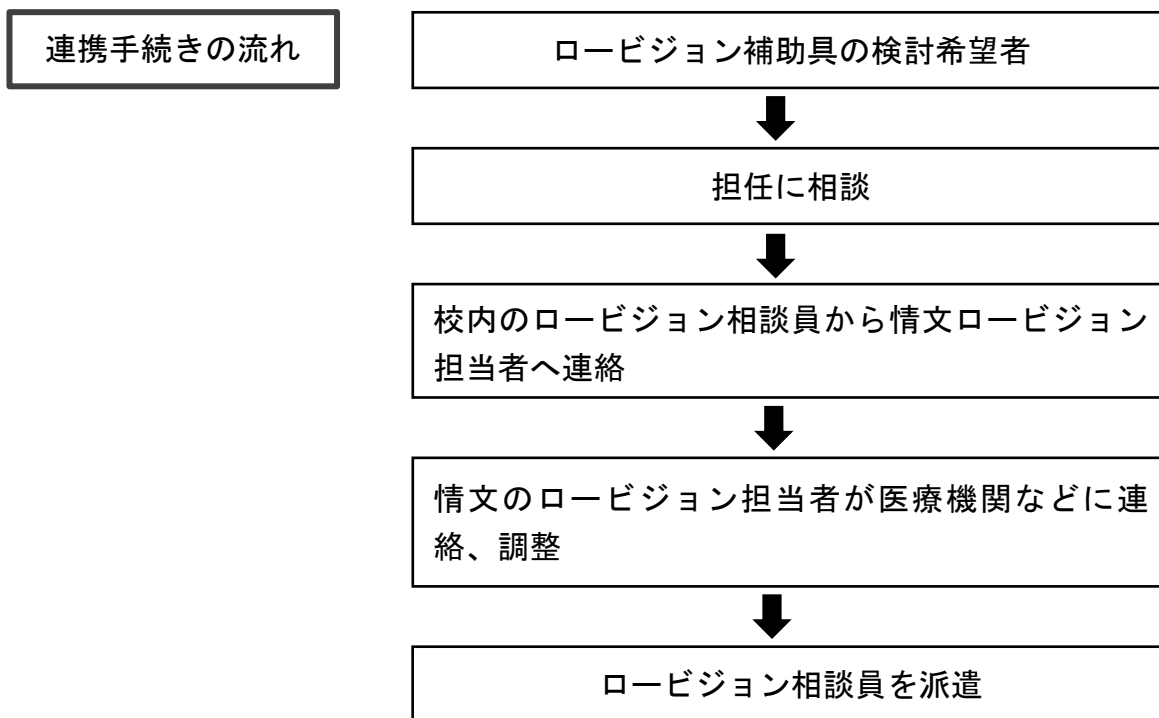 連携手続きの流れ
ロービジョン補助具の検討希望者
担任に相談
校内のロービジョン相談員から情文ロービジョン
担当者へ連絡
情文のロービジョン担当者が医療機関などに連
絡、調整
ロービジョン相談員を派遣